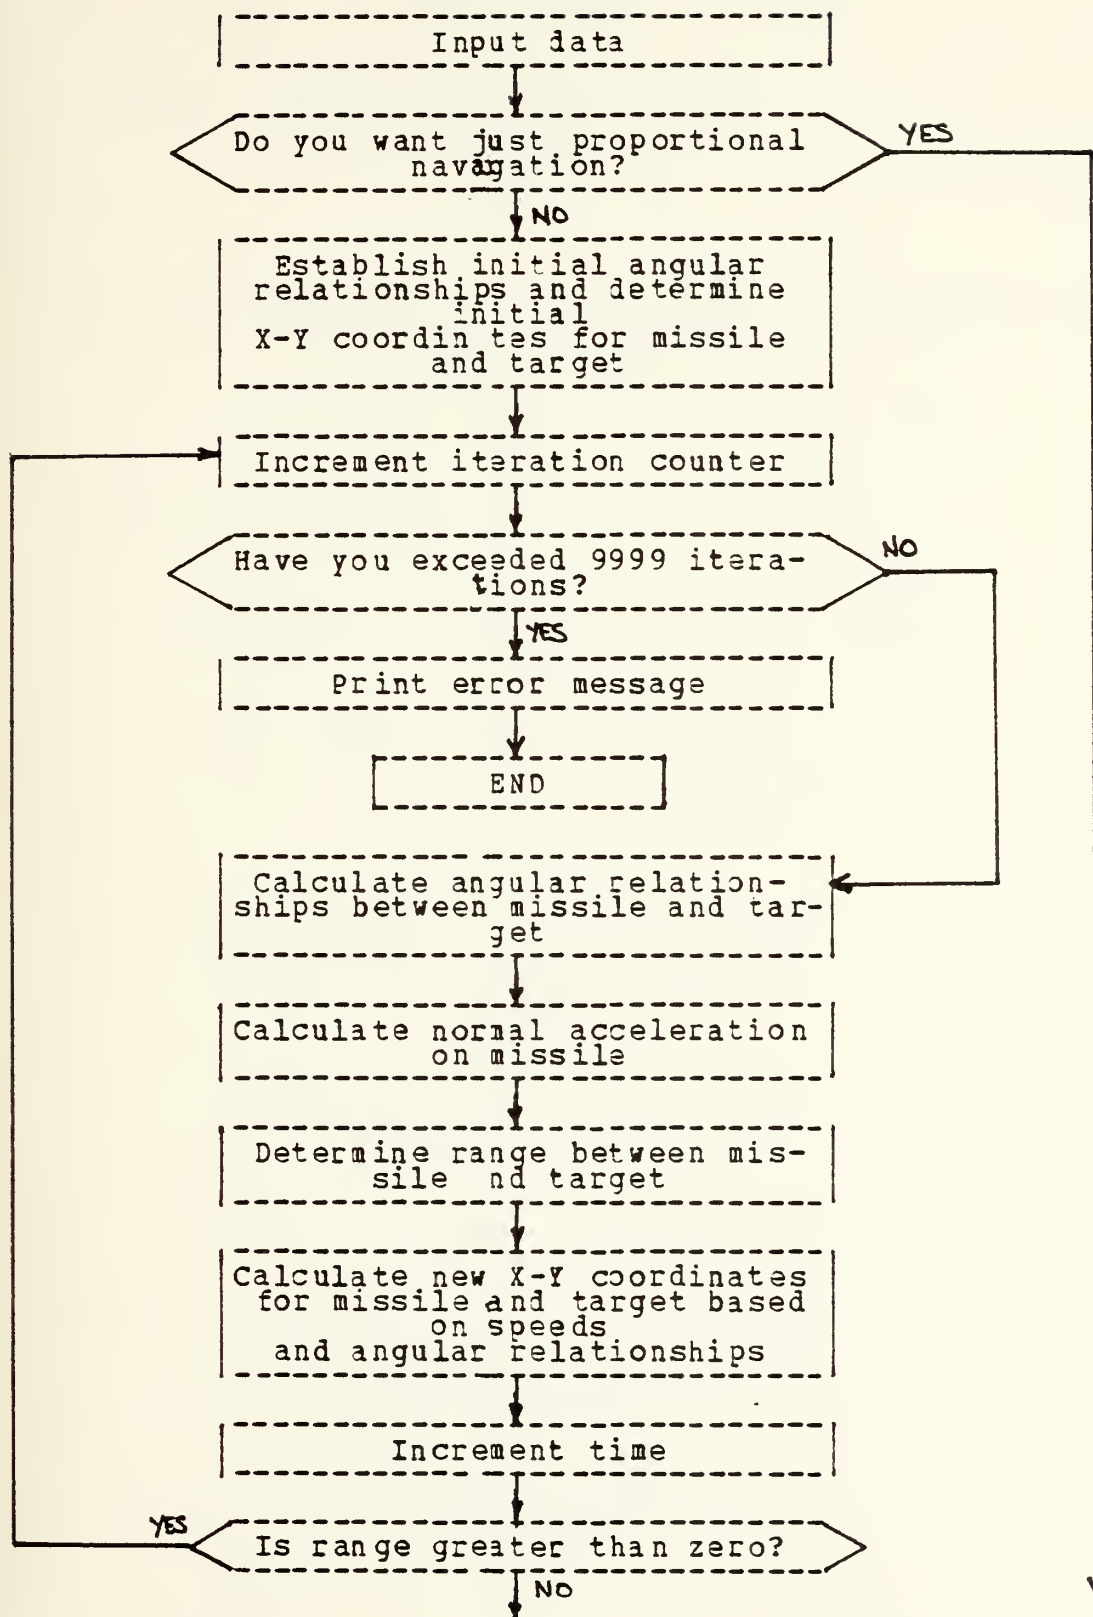 Input data
Do you want just proportional
navagation?
YES
NO
Establish initial angular
relationships and determine
initial
X-Y coordin tes for missile
and target
Increment iteration counter
Have you exceeded 9999 itera-
tions?
NO
YES
Print error message
END
Calculate angular relation-
ships between missile and tar-
get
Calculate normal acceleration
on missile
Determine range between mis-
sile nd target
Calculate new X-Y coordinates
for missile and target based
on speeds
and angular relationships
Increment time
YES
Is range greater than zero?
NO